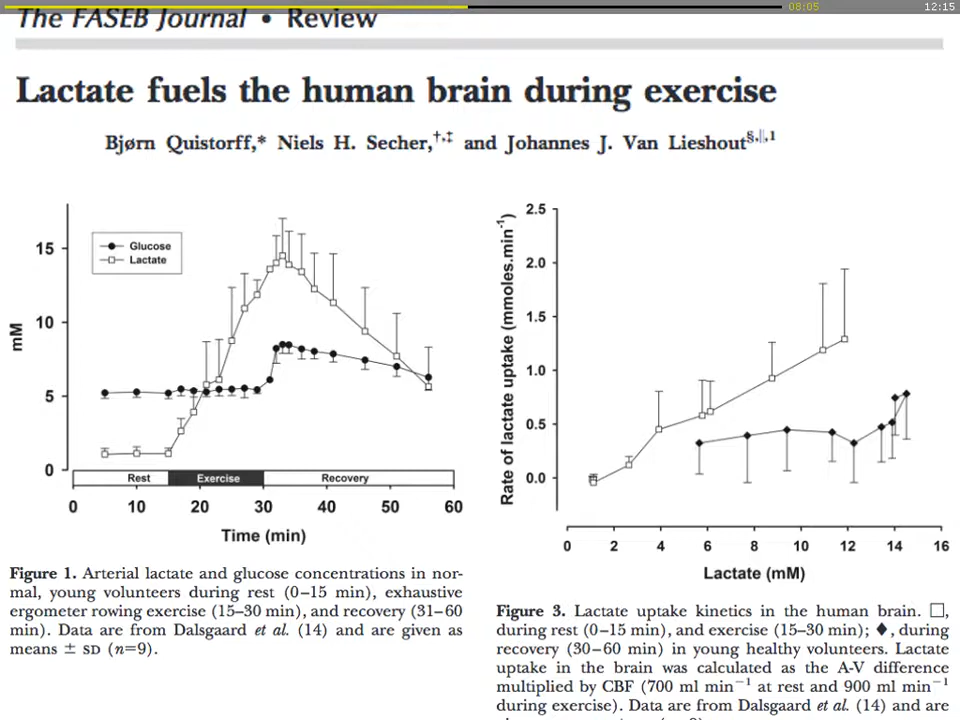 08:05
12:15
The FASEB Journal • Review
Lactate fuels the human brain during exercise
Bjørn Quistorff,* Niels H. Secher,†,‡ and Johannes J. Van Lieshout§,∥,1
15
10
5
0
mM
Glucose
Lactate
Rest
Exercise
Recovery
0 10 20 30 40 50 60
Time (min)
Figure 1. Arterial lactate and glucose concentrations in nor-
mal, young volunteers during rest (0–15 min), exhaustive
ergometer rowing exercise (15–30 min), and recovery (31–60
min). Data are from Dalsgaard et al. (14) and are given as
means ± SD (n=9).
2.5
2.0
1.5
1.0
0.5
0.0
Rate of lactate uptake (mmoles.min-1)
0 2 4 6 8 10 12 14 16
Lactate (mM)
Figure 3. Lactate uptake kinetics in the human brain. □,
during rest (0–15 min), and exercise (15–30 min); ♦, during
recovery (30–60 min) in young healthy volunteers. Lactate
uptake in the brain was calculated as the A-V difference
multiplied by CBF (700 ml min−1 at rest and 900 ml min−1
during exercise). Data are from Dalsgaard et al. (14) and are